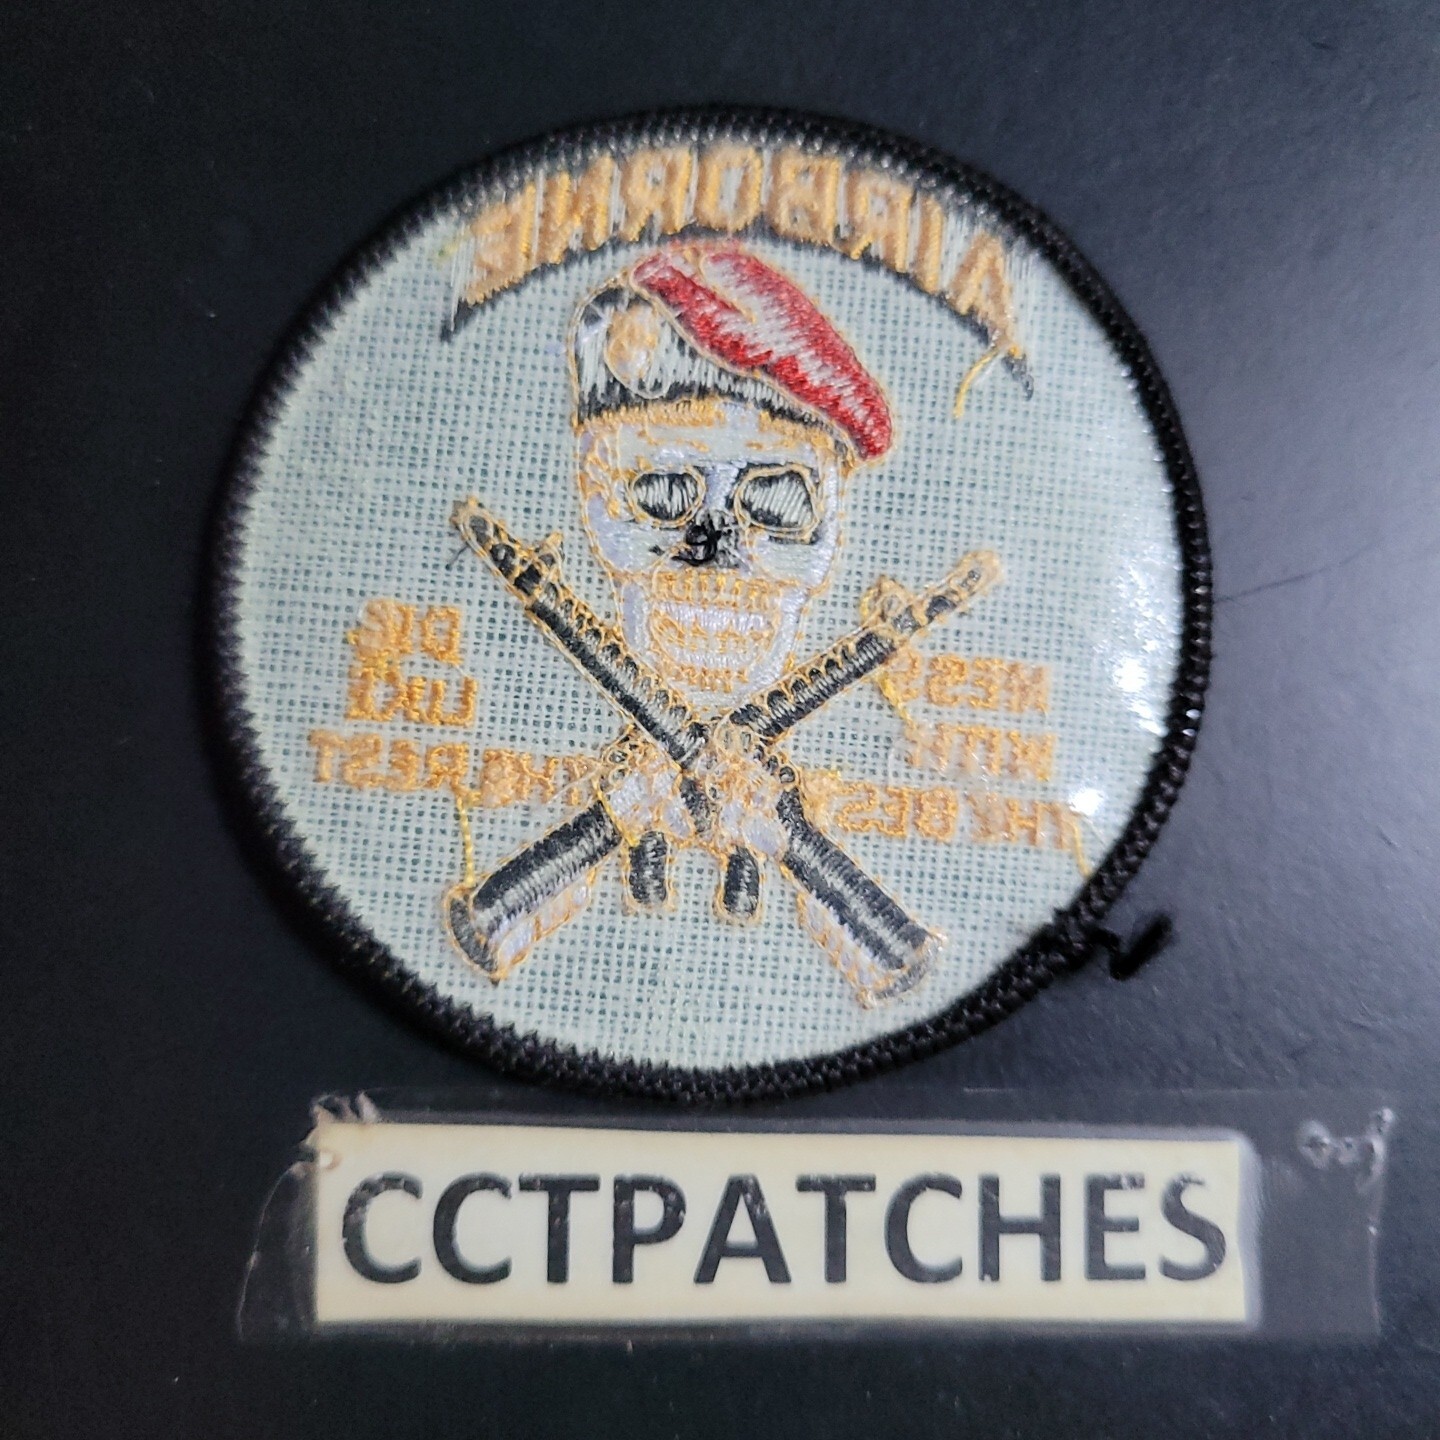 AIRBORNE
MESS
WITH
THE BEST
DIE
LIKE
THE REST
CCTPATCHES